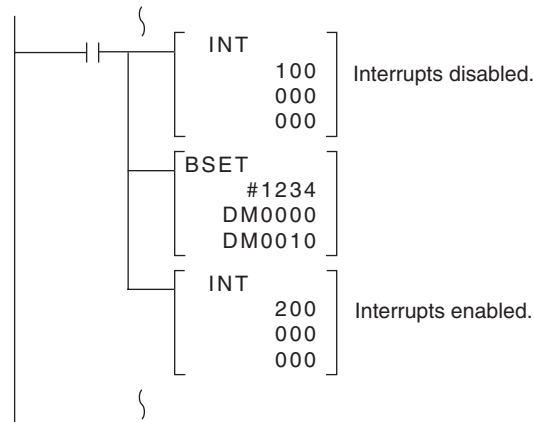 INT
100
000
000
Interrupts disabled.
BSET
#1234
DM0000
DM0010
INT
200
000
000
Interrupts enabled.